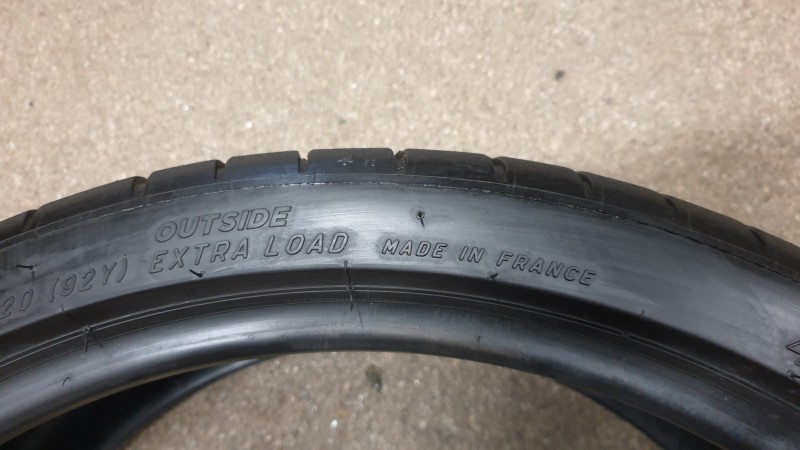 OUTSIDE
20 (92Y) EXTRA LOAD MADE IN FRANCE